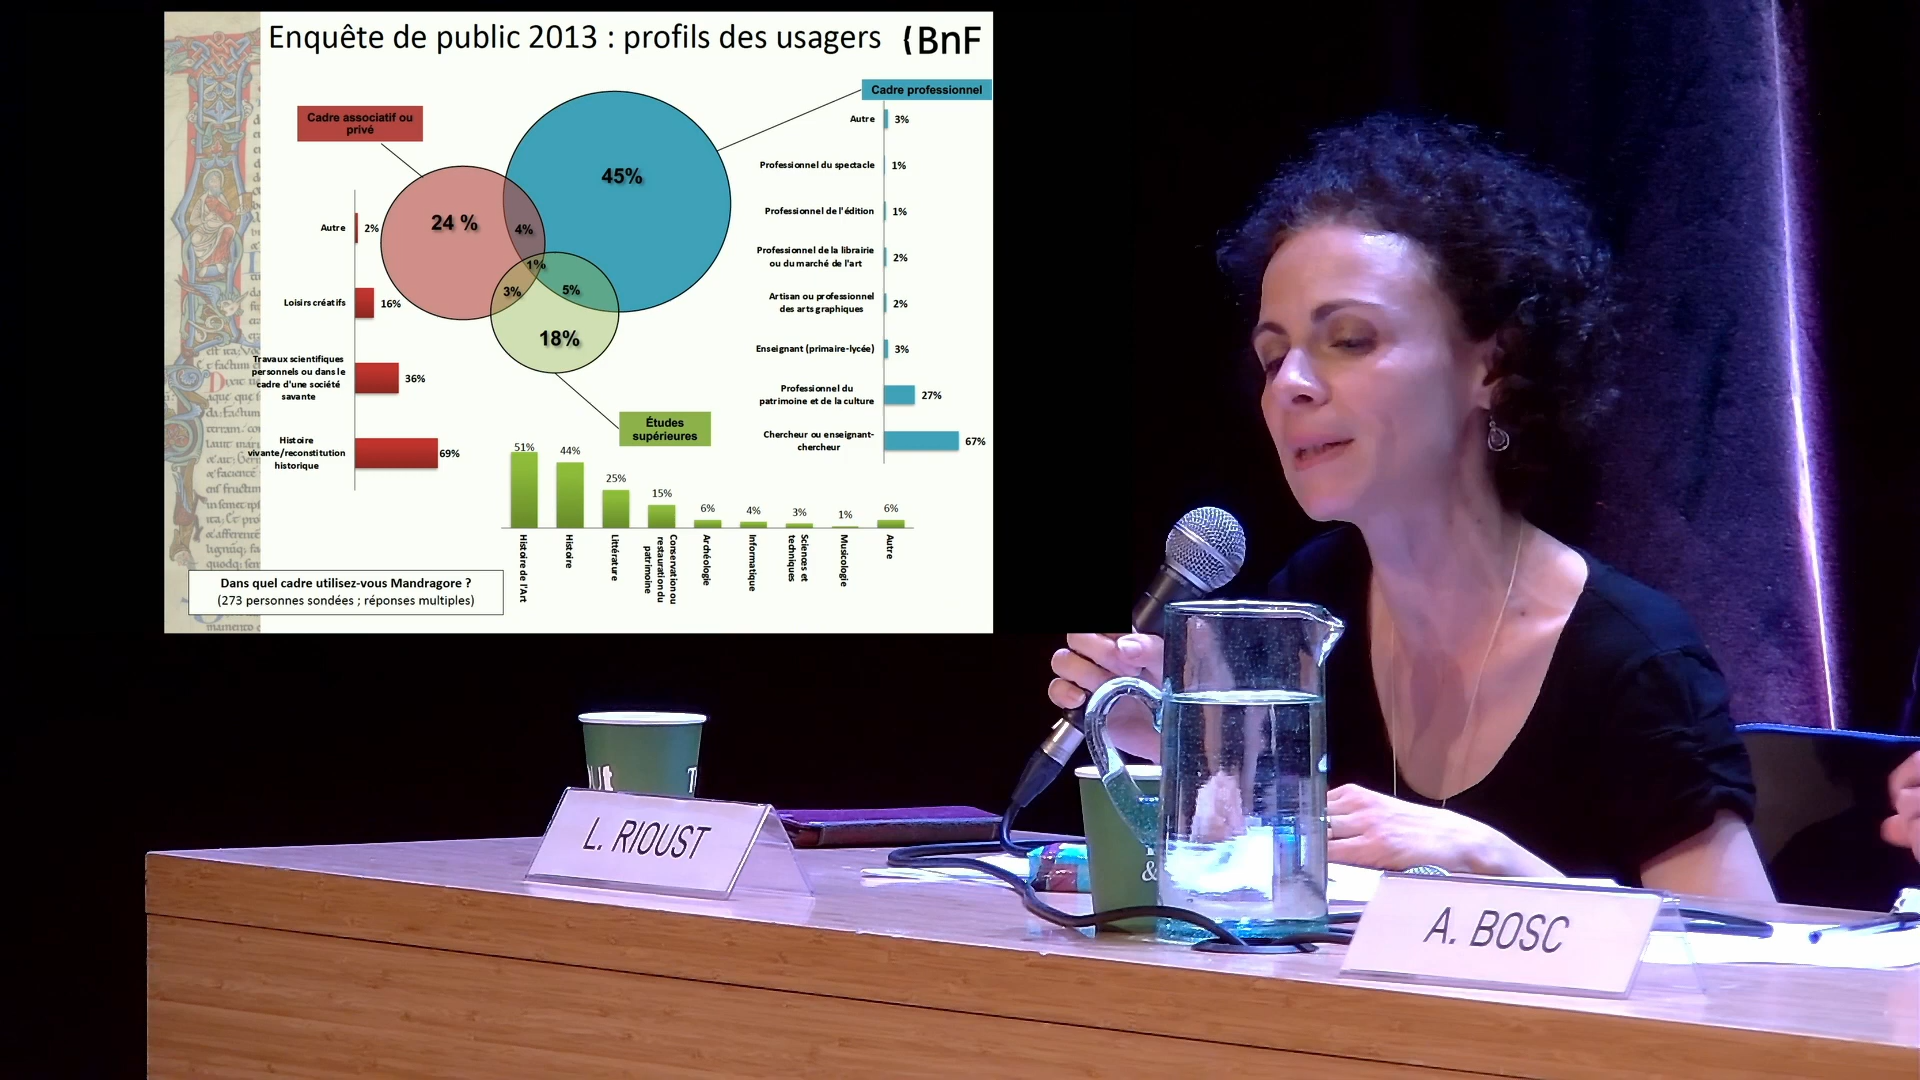 Enquête de public 2013 : profils des usagers
BnF
Cadre associatif ou
privé
Cadre professionnel
45%
24 %
4%
1%
3%
5%
18%
Autre
2%
Loisirs créatifs
16%
Travaux scientifiques
personnels ou dans le
cadre d'une société
savante
36%
Histoire
vivante/reconstitution
historique
69%
Autre
3%
Professionnel du spectacle
1%
Professionnel de l'édition
1%
Professionnel de la librairie
ou du marché de l'art
2%
Artisan ou professionnel
des arts graphiques
2%
Enseignant (primaire-lycée)
3%
Professionnel du
patrimoine et de la culture
27%
Chercheur ou enseignant-
chercheur
67%
Études
supérieures
51%
44%
25%
15%
6%
4%
3%
1%
6%
Histoire de l'Art
Histoire
Littérature
Conservation ou
restauration du
patrimoine
Archéologie
Informatique
Sciences et
techniques
Musicologie
Autre
Dans quel cadre utilisez-vous Mandragore ?
(273 personnes sondées ; réponses multiples)
L. RIOUST
&
A. BOSC